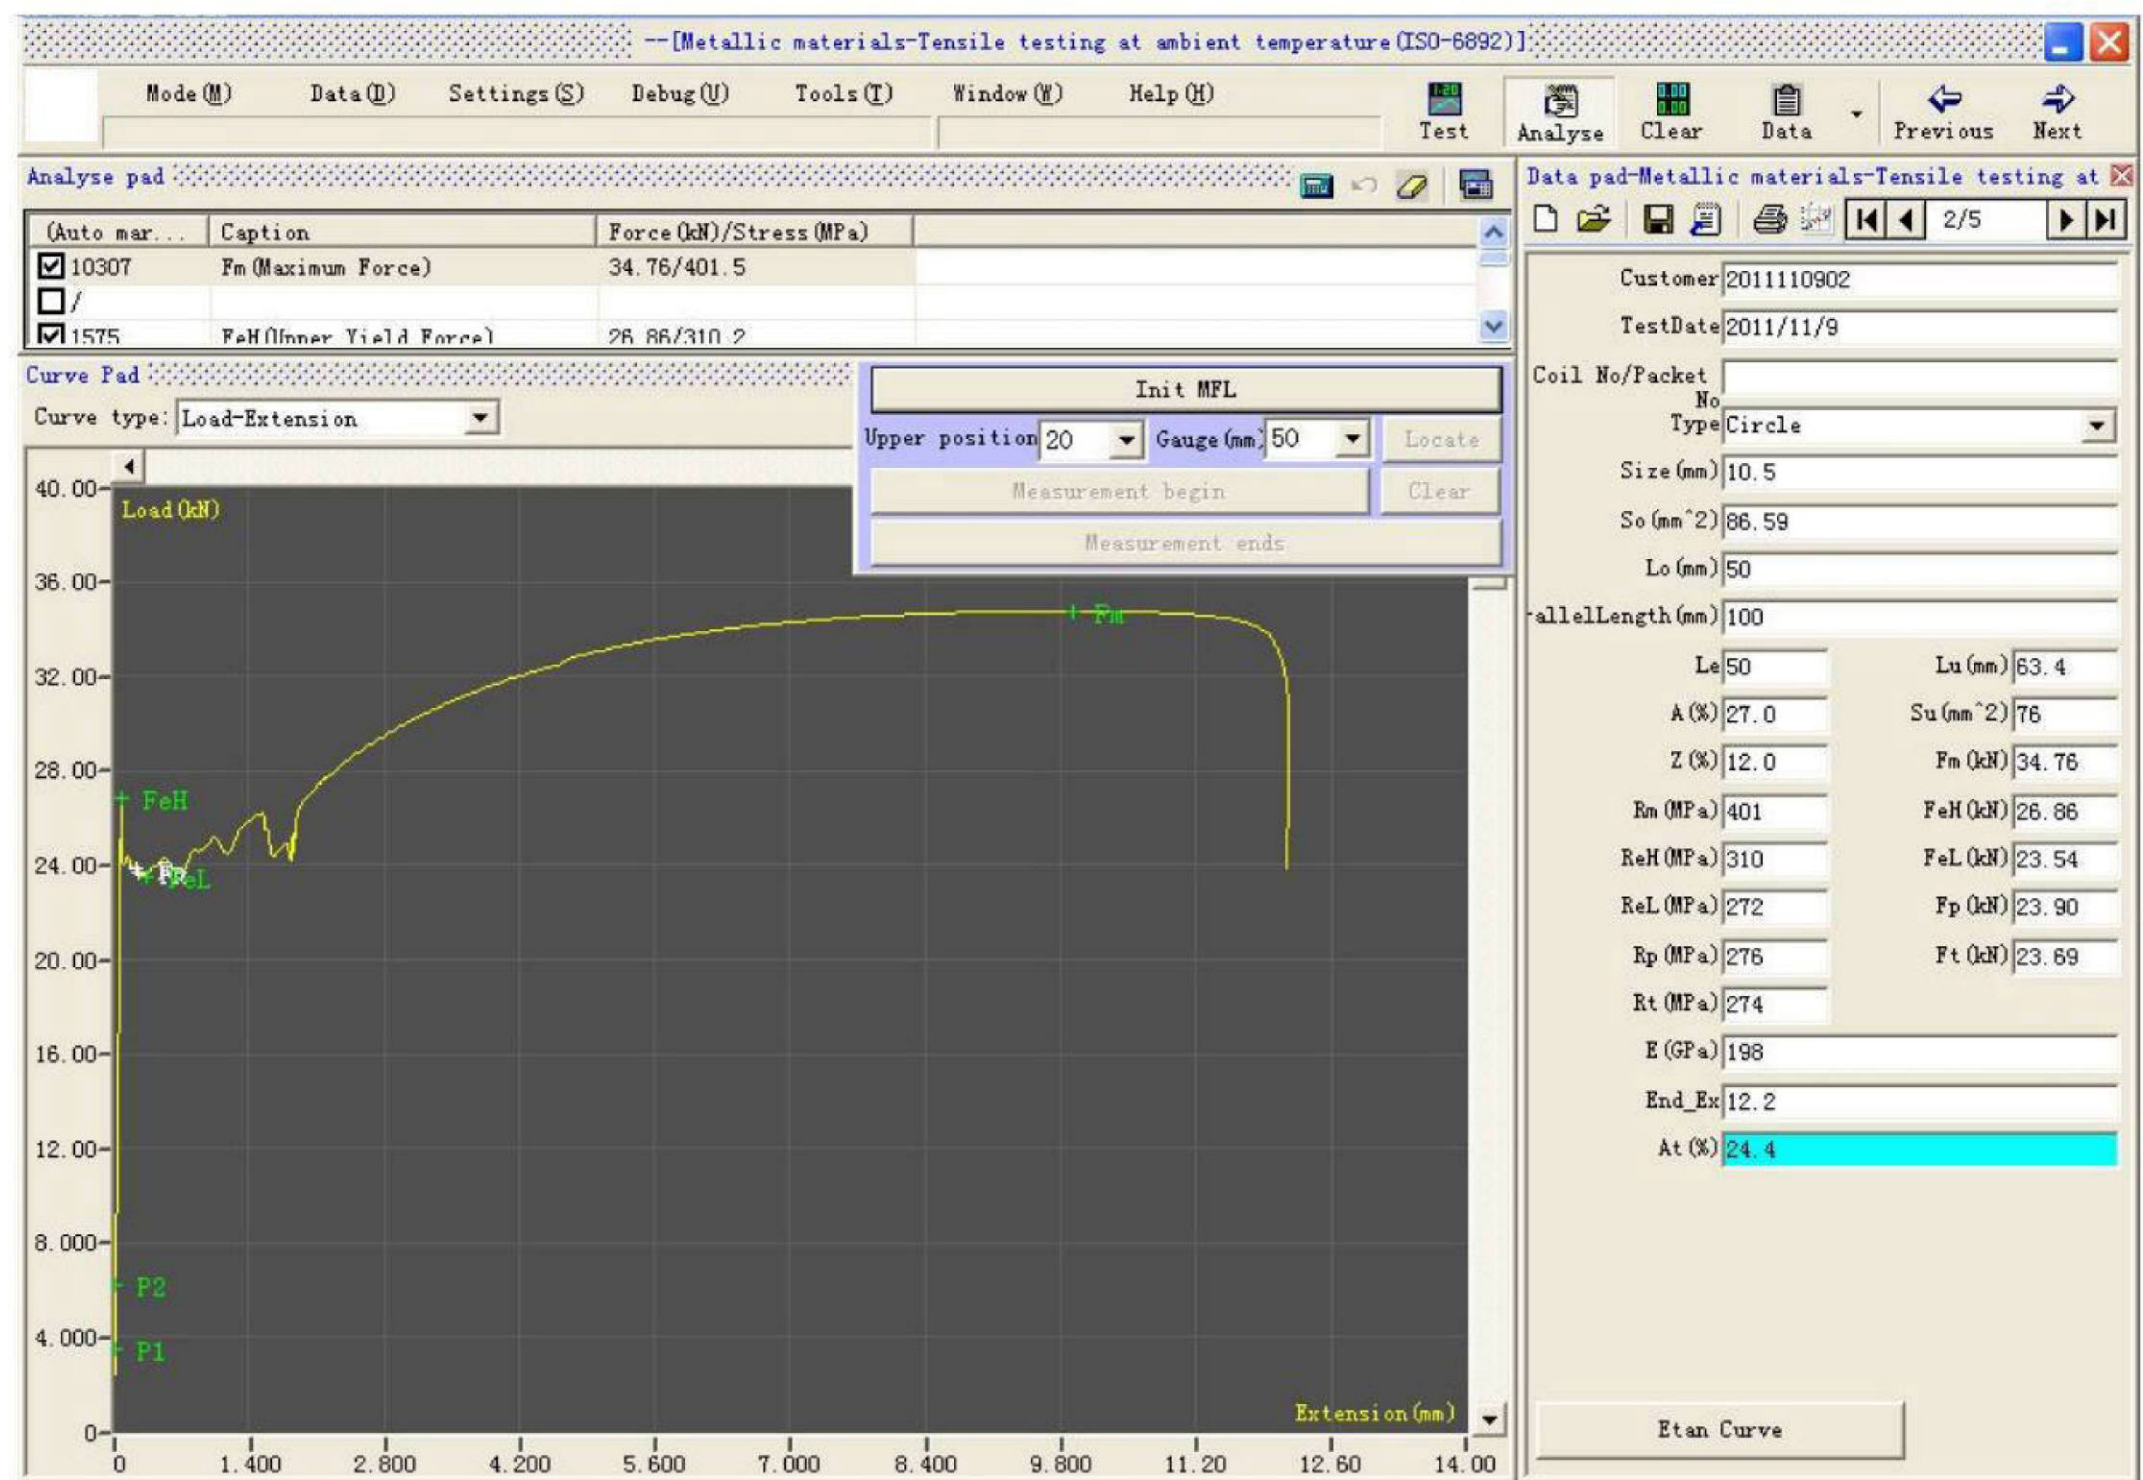 --[Metallic materials-Tensile testing at ambient temperature(ISO-6892)]
Mode(M) Data(D) Settings(S) Debug(U) Tools(T) Window(W) Help(H)
Test Analyse Clear Data Previous Next
Analyse pad
(Auto mar... Caption Force(kN)/Stress(MPa)
10307 Fm(Maximum Force) 34.76/401.5
/
1575 FeH(Upper Yield Force) 26.86/310.2
Curve Pad
Curve type: Load-Extension
Init MFL
Upper position 20 Gauge(mm) 50 Locate
Measurement begin Clear
Measurement ends
Load(kN)
40.00
36.00
32.00
28.00
24.00
20.00
16.00
12.00
8.000
4.000
0
Fm
FeH
FeL
P2
P1
Extension(mm)
0 1.400 2.800 4.200 5.600 7.000 8.400 9.800 11.20 12.60 14.00
Data pad-Metallic materials-Tensile testing at
2/5
Customer 2011110902
TestDate 2011/11/9
Coil No/Packet
No
Type Circle
Size(mm) 10.5
So(mm^2) 86.59
Lo(mm) 50
rallelLength(mm) 100
Le 50 Lu(mm) 63.4
A(%) 27.0 Su(mm^2) 76
Z(%) 12.0 Fm(kN) 34.76
Rm(MPa) 401 FeH(kN) 26.86
ReH(MPa) 310 FeL(kN) 23.54
ReL(MPa) 272 Fp(kN) 23.90
Rp(MPa) 276 Ft(kN) 23.69
Rt(MPa) 274
E(GPa) 198
End_Ex 12.2
At(%) 24.4
Etan Curve